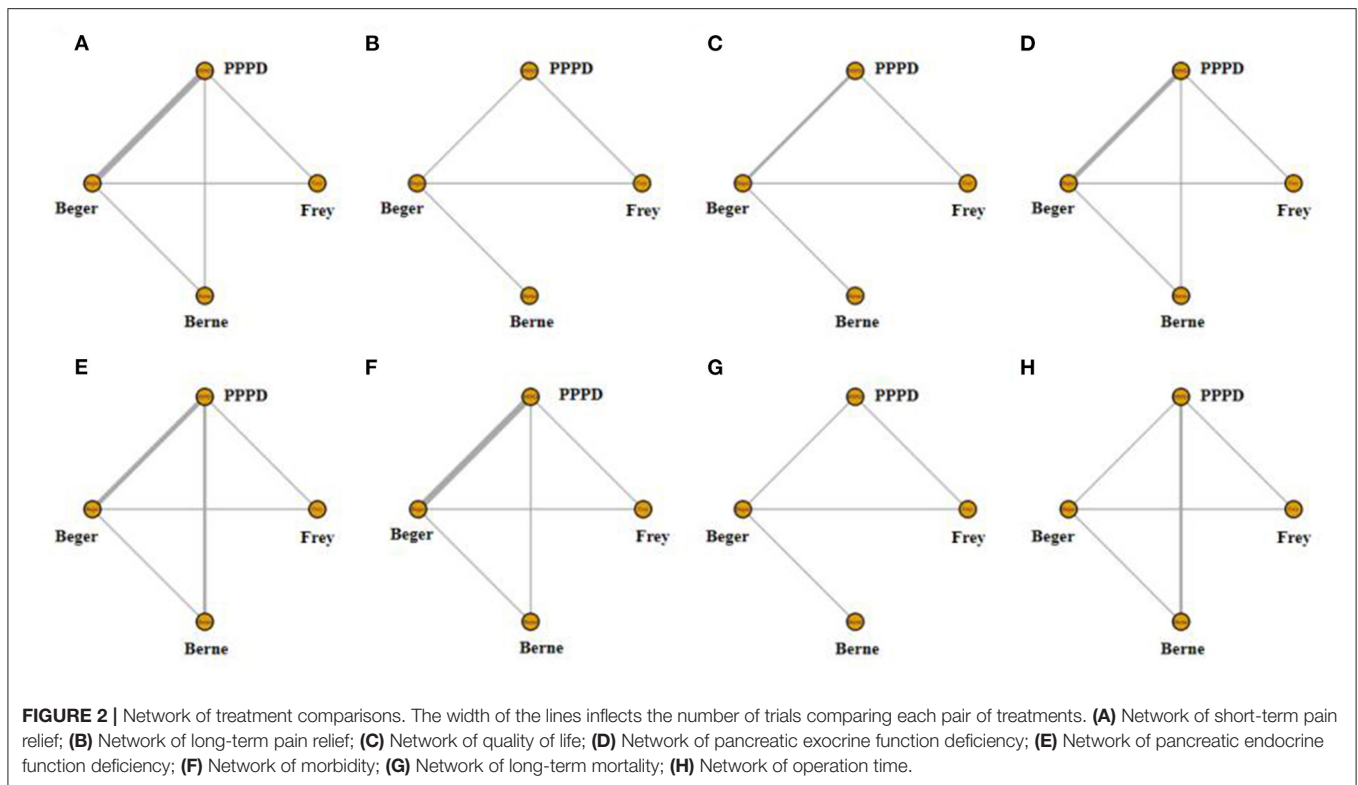 A
B
C
D
PPPD
PPPD
PPPD
PPPD
Beger
Frey
Beger
Frey
Beger
Frey
Beger
Frey
Berne
Berne
Berne
Berne
E
F
G
H
PPPD
PPPD
PPPD
PPPD
Beger
Frey
Beger
Frey
Beger
Frey
Beger
Frey
Berne
Berne
Berne
Berne
FIGURE 2 | Network of treatment comparisons. The width of the lines inflects the number of trials comparing each pair of treatments. (A) Network of short-term pain
relief; (B) Network of long-term pain relief; (C) Network of quality of life; (D) Network of pancreatic exocrine function deficiency; (E) Network of pancreatic endocrine
function deficiency; (F) Network of morbidity; (G) Network of long-term mortality; (H) Network of operation time.